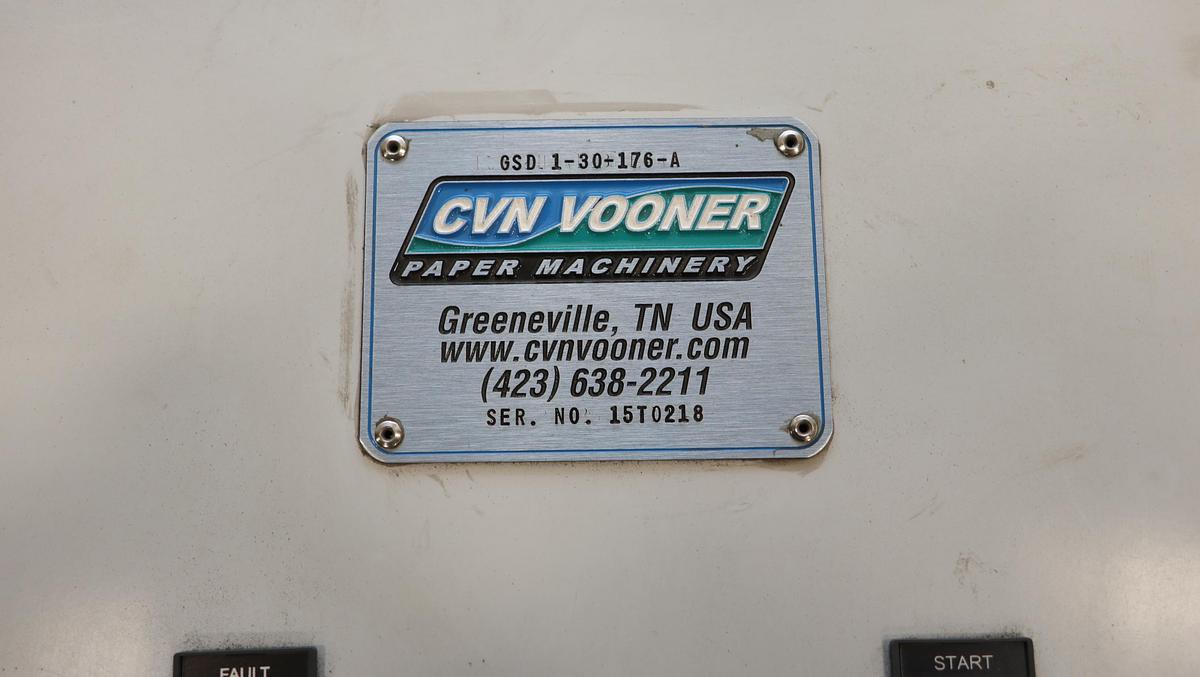 GSD 1-30-176-A
CVN VOONER
PAPER MACHINERY
Greeneville, TN USA
www.cvnvooner.com
(423) 638-2211
SER. NO. 15T0218
FAULT
START